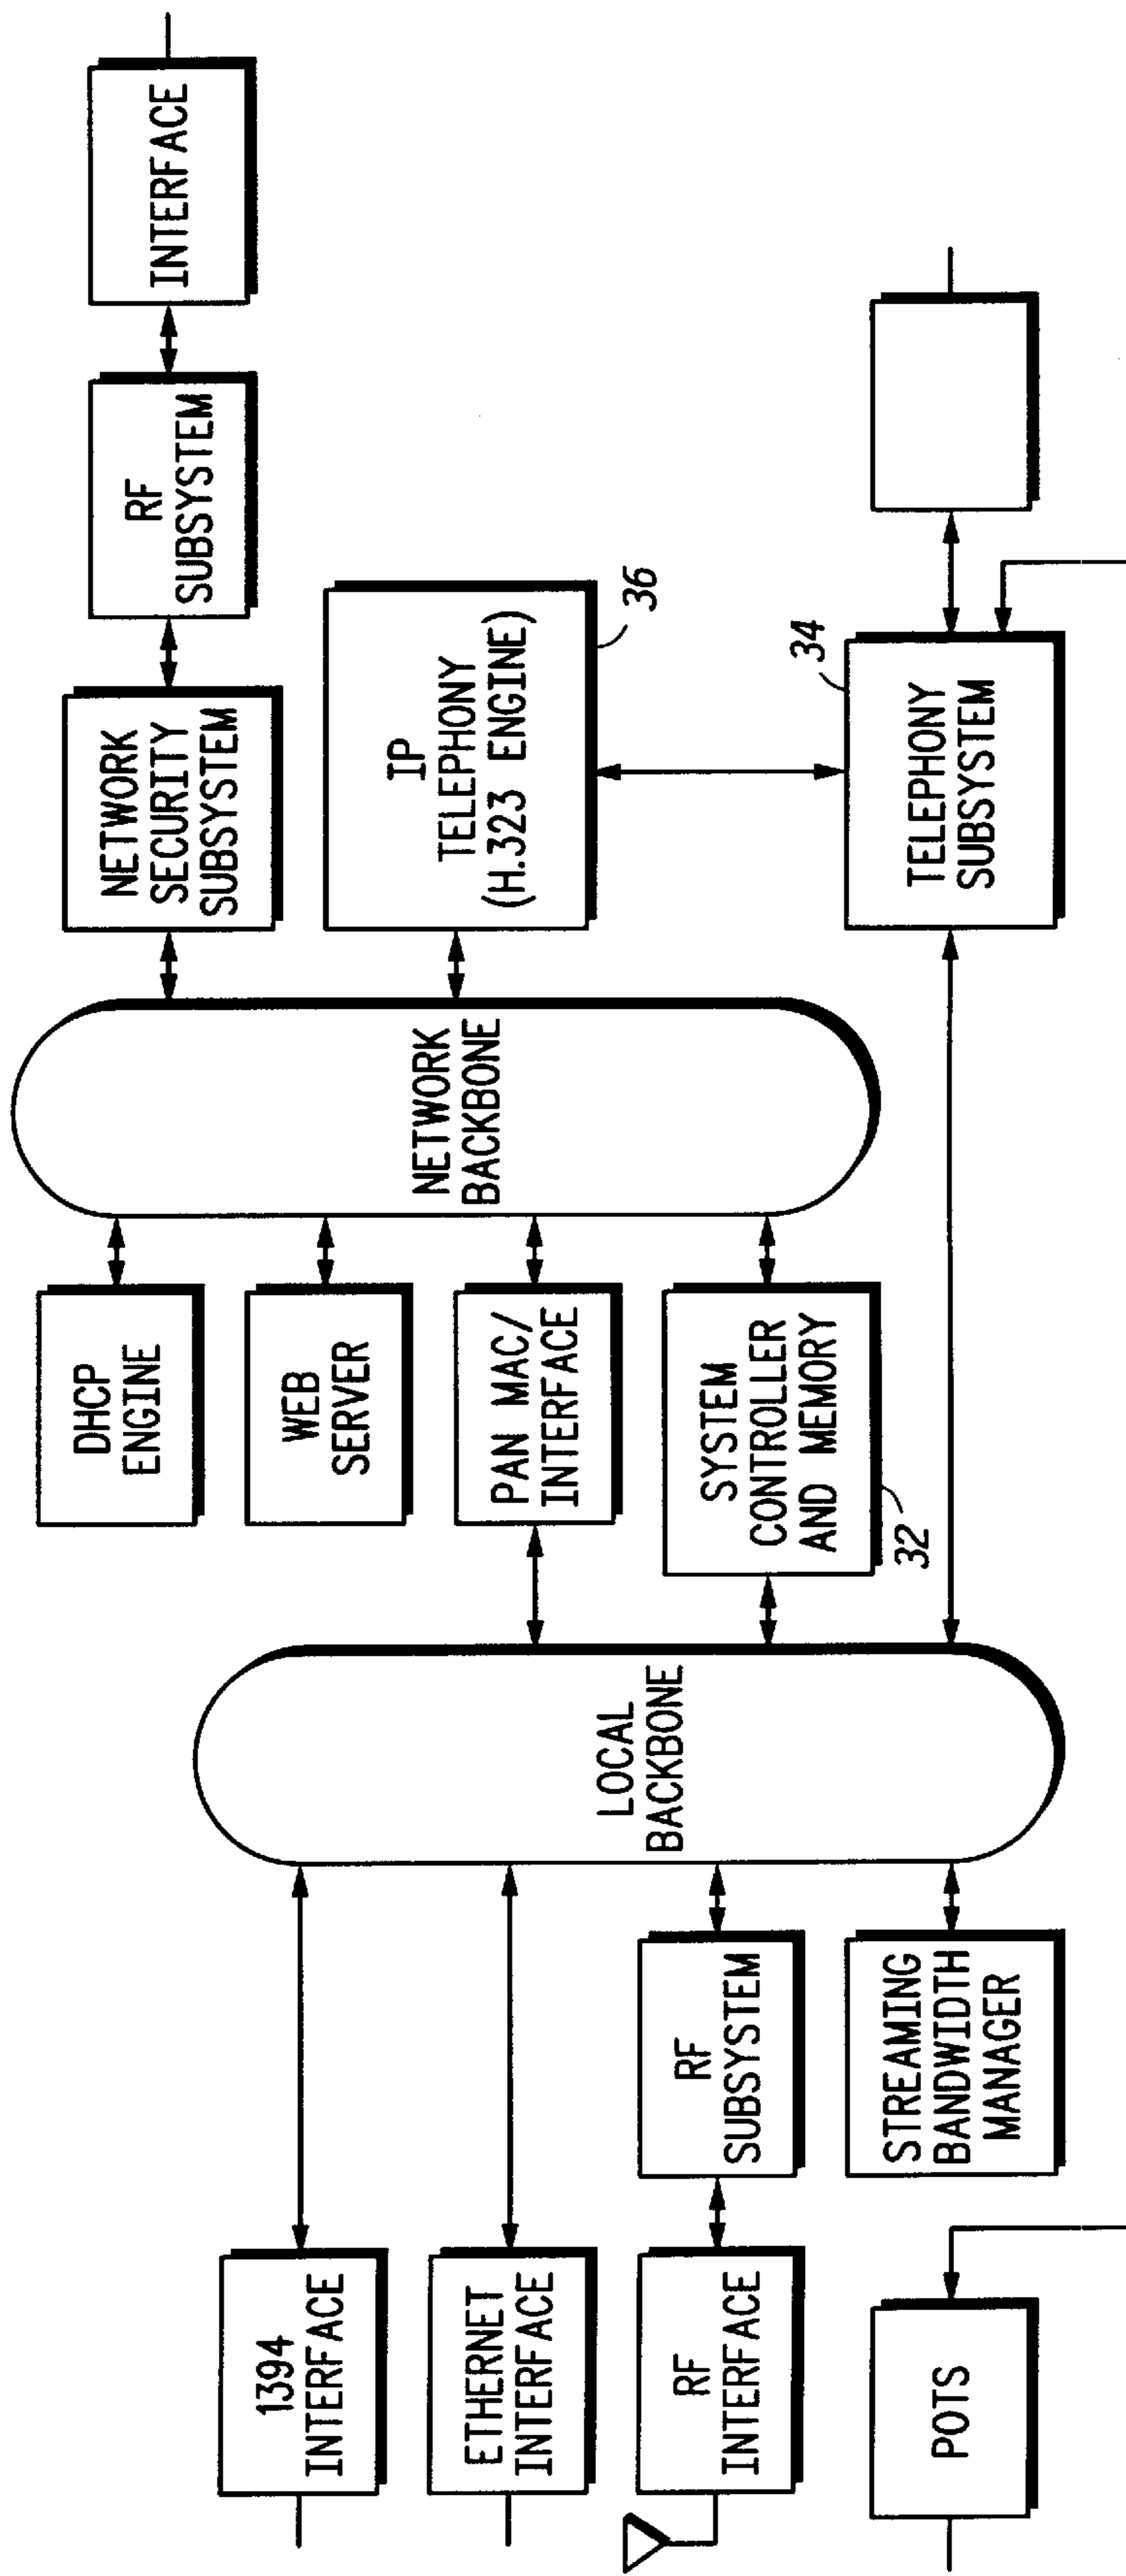 1394
INTERFACE
ETHERNET
INTERFACE
RF
INTERFACE
POTS
RF
SUBSYSTEM
STREAMING
BANDWIDTH
MANAGER
LOCAL
BACKBONE
DHCP
ENGINE
WEB
SERVER
PAN MAC/
INTERFACE
SYSTEM
CONTROLLER
AND MEMORY
32
NETWORK
BACKBONE
NETWORK
SECURITY
SUBSYSTEM
IP
TELEPHONY
(H.323 ENGINE)
36
TELEPHONY
SUBSYSTEM
34
RF
SUBSYSTEM
INTERFACE